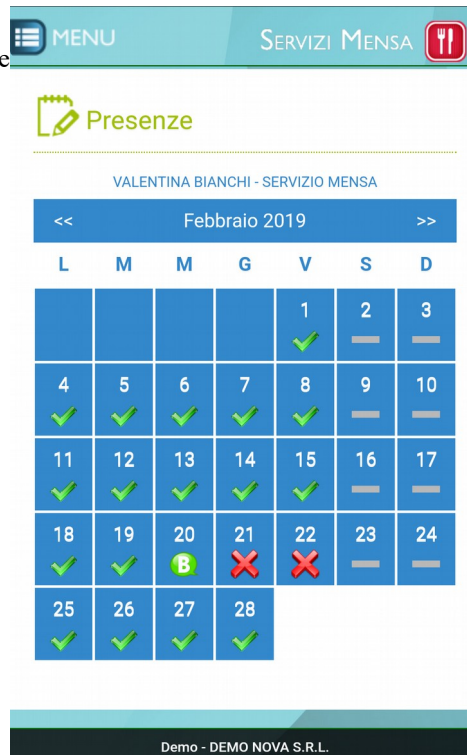 MENU
SERVIZI MENSA
e
Presenze
VALENTINA BIANCHI - SERVIZIO MENSA
<< Febbraio 2019 >>
L M M G V S D
1 2 3
4 5 6 7 8 9 10
11 12 13 14 15 16 17
18 19 20 21 22 23 24
B
25 26 27 28
Demo - DEMO NOVA S.R.L.